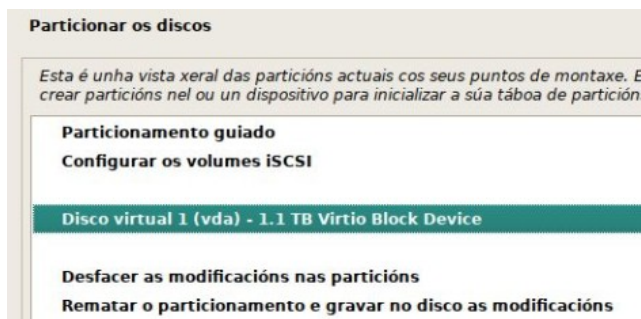 Particionar os discos
Esta é unha vista xeral das particións actuais cos seus puntos de montaxe.
crear particións nel ou un dispositivo para inicializar a súa táboa de
Particionamento guiado
Configurar os volumes iSCSI
Disco virtual 1 (vda) - 1.1 TB Virtio Block Device
Desfacer as modificacións nas particións
Rematar o particionamento e gravar no disco as modificacións